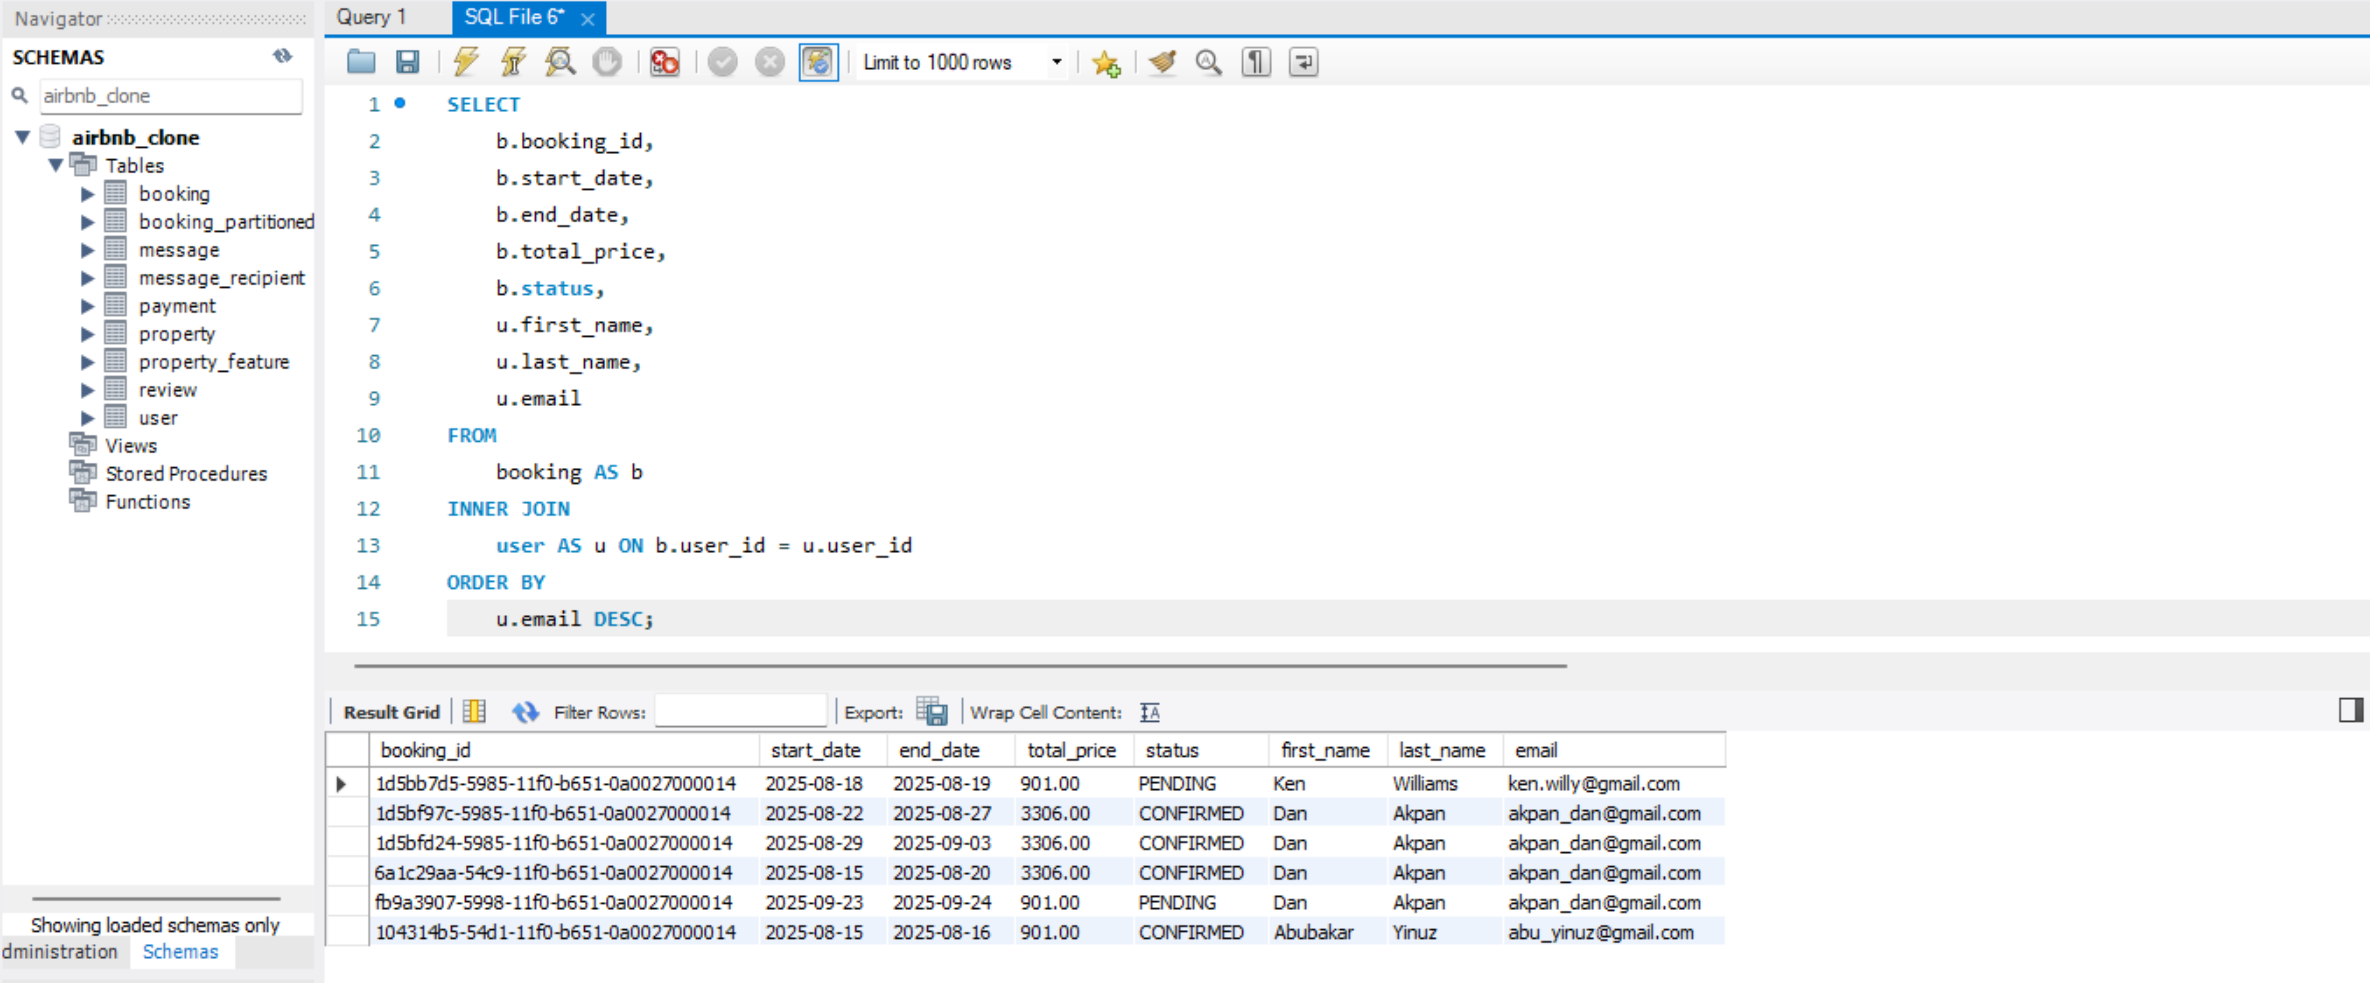 Navigator
SCHEMAS
airbnb_clone
airbnb_clone
Tables
booking
booking_partitioned
message
message_recipient
payment
property
property_feature
review
user
Views
Stored Procedures
Functions
Showing loaded schemas only
dministration Schemas
Query 1 SQL File 6*
Limit to 1000 rows
1 SELECT
2 b.booking_id,
3 b.start_date,
4 b.end_date,
5 b.total_price,
6 b.status,
7 u.first_name,
8 u.last_name,
9 u.email
10 FROM
11 booking AS b
12 INNER JOIN
13 user AS u ON b.user_id = u.user_id
14 ORDER BY
15 u.email DESC;
Result Grid Filter Rows: Export: Wrap Cell Content:
booking_id start_date end_date total_price status first_name last_name email
1d5bb7d5-5985-11f0-b651-0a0027000014 2025-08-18 2025-08-19 901.00 PENDING Ken Williams ken.willy@gmail.com
1d5bf97c-5985-11f0-b651-0a0027000014 2025-08-22 2025-08-27 3306.00 CONFIRMED Dan Akpan akpan_dan@gmail.com
1d5bfd24-5985-11f0-b651-0a0027000014 2025-08-29 2025-09-03 3306.00 CONFIRMED Dan Akpan akpan_dan@gmail.com
6a1c29aa-54c9-11f0-b651-0a0027000014 2025-08-15 2025-08-20 3306.00 CONFIRMED Dan Akpan akpan_dan@gmail.com
fb9a3907-5998-11f0-b651-0a0027000014 2025-09-23 2025-09-24 901.00 PENDING Dan Akpan akpan_dan@gmail.com
104314b5-54d1-11f0-b651-0a0027000014 2025-08-15 2025-08-16 901.00 CONFIRMED Abubakar Yinuz abu_yinuz@gmail.com